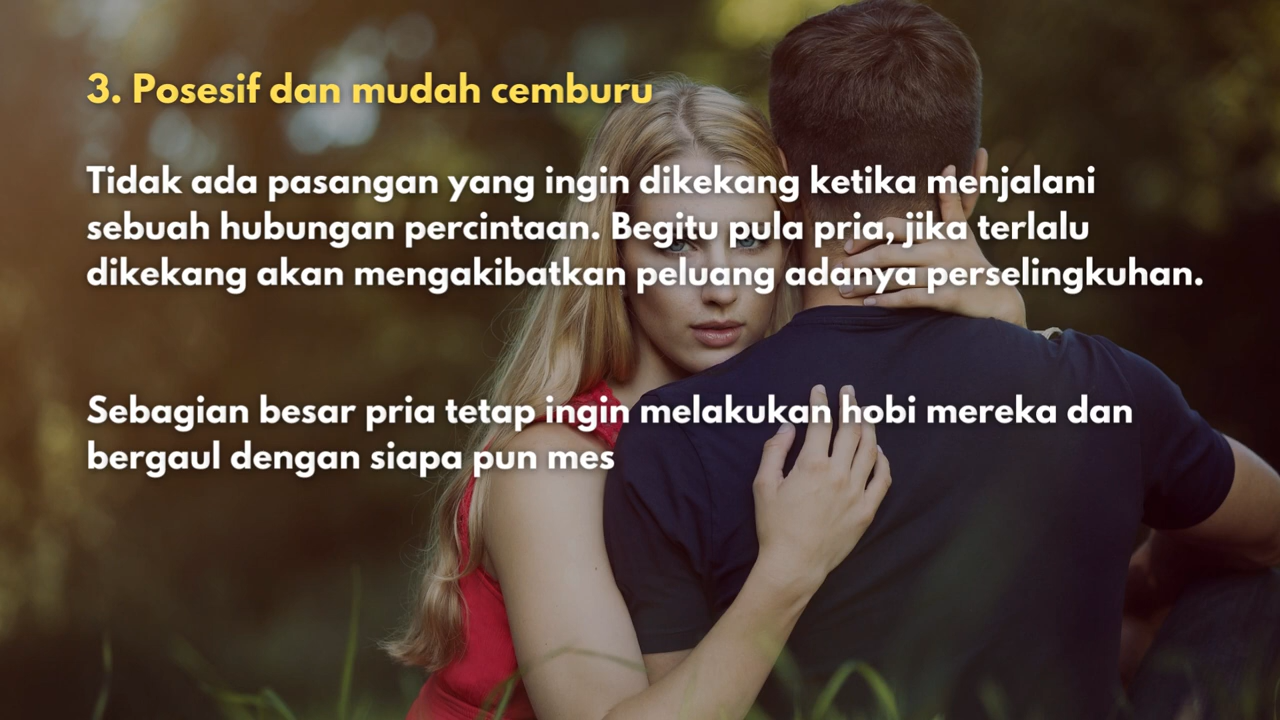 3. Posesif dan mudah cemburu
Tidak ada pasangan yang ingin dikekang ketika menjalani
sebuah hubungan percintaan. Begitu pula pria, jika terlalu
dikekang akan mengakibatkan peluang adanya perselingkuhan.
Sebagian besar pria tetap ingin melakukan hobi mereka dan
bergaul dengan siapa pun mes